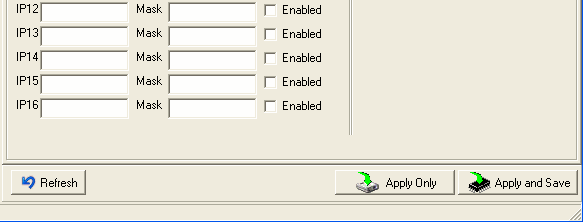 IP12 Mask Enabled
IP13 Mask Enabled
IP14 Mask Enabled
IP15 Mask Enabled
IP16 Mask Enabled
Refresh Apply Only Apply and Save